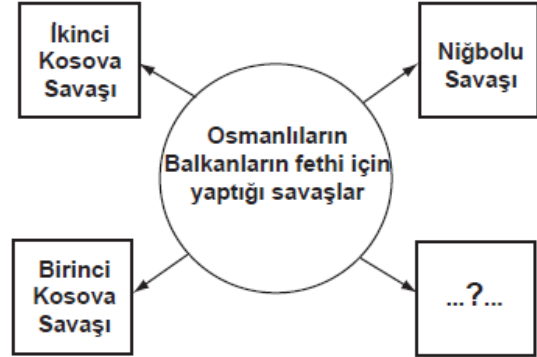 İkinci
Kosova
Savaşı
Niğbolu
Savaşı
Osmanlıların
Balkanların fethi için
yaptığı savaşlar
Birinci
Kosova
Savaşı
...?...